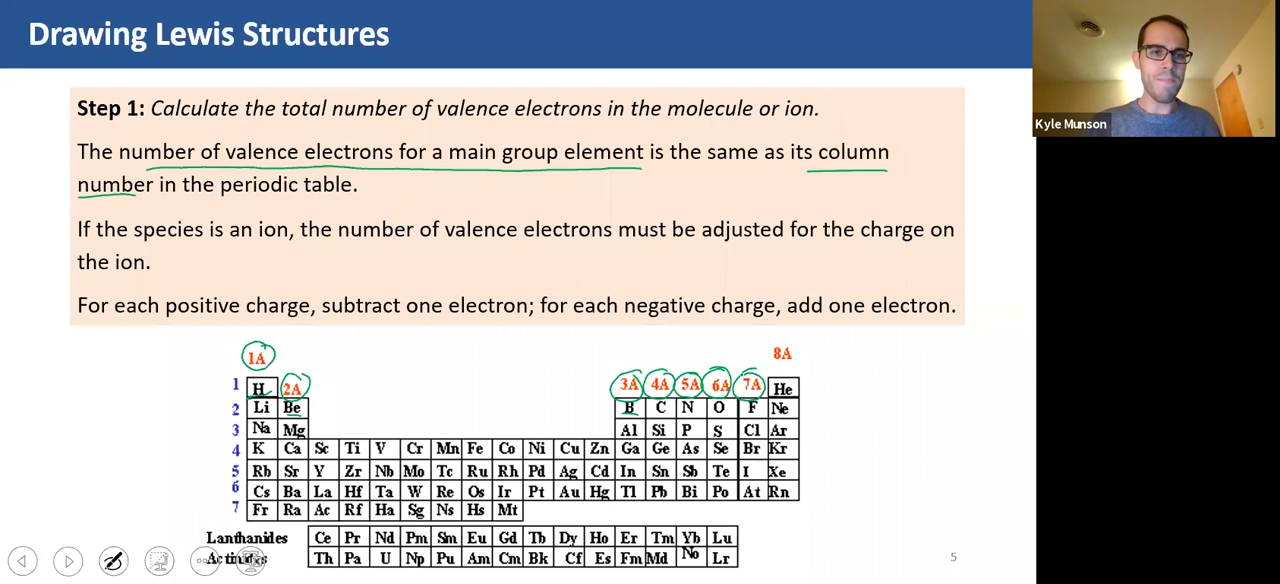 Drawing Lewis Structures
Kyle Munson
Step 1: Calculate the total number of valence electrons in the molecule or ion.
The number of valence electrons for a main group element is the same as its column
number in the periodic table.
If the species is an ion, the number of valence electrons must be adjusted for the charge on
the ion.
For each positive charge, subtract one electron; for each negative charge, add one electron.
1A 8A
1 H 2A 3A 4A 5A 6A 7A He
2 Li Be B C N O F Ne
3 Na Mg Al Si P S Cl Ar
4 K Ca Sc Ti V Cr Mn Fe Co Ni Cu Zn Ga Ge As Se Br Kr
5 Rb Sr Y Zr Nb Mo Tc Ru Rh Pd Ag Cd In Sn Sb Te I Xe
6 Cs Ba La Hf Ta W Re Os Ir Pt Au Hg Tl Pb Bi Po At Rn
7 Fr Ra Ac Rf Ha Sg Ns Hs Mt
Lanthanides Ce Pr Nd Pm Sm Eu Gd Tb Dy Ho Er Tm Yb Lu
Actinides Th Pa U Np Pu Am Cm Bk Cf Es Fm Md No Lr
5